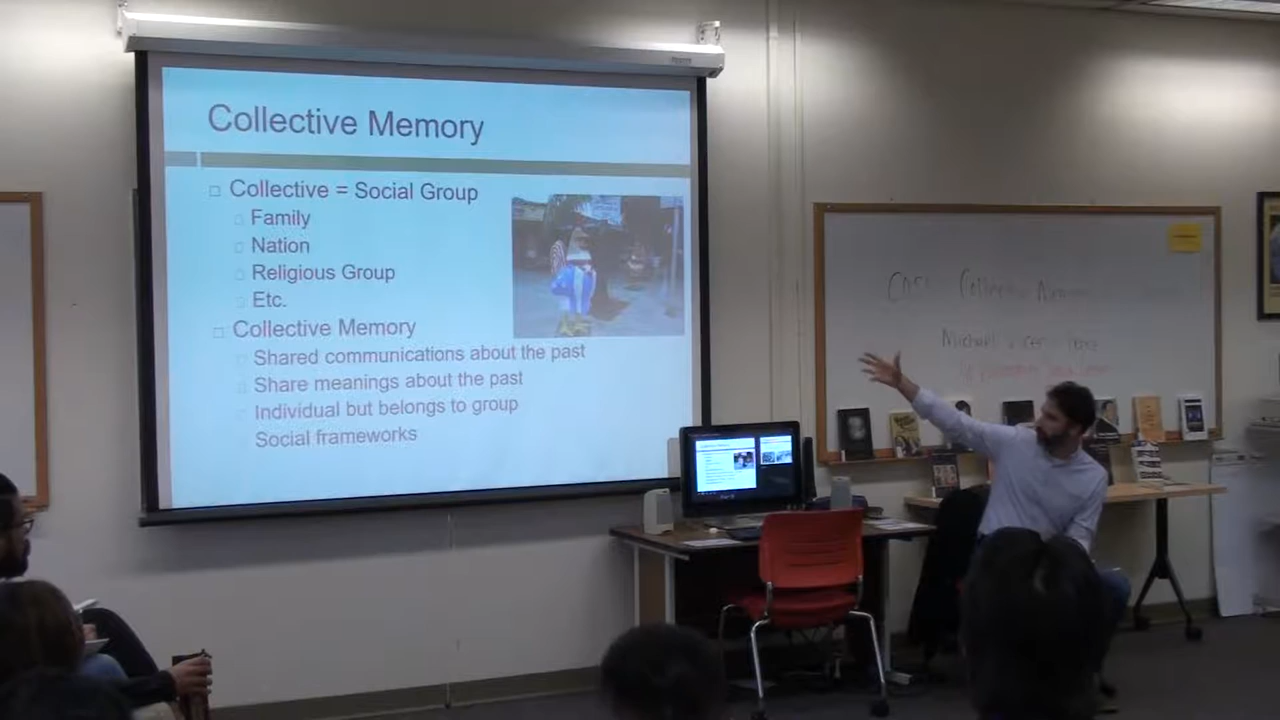 Collective Memory
Collective = Social Group
Family
Nation
Religious Group
Etc.
Collective Memory
Shared communications about the past
Share meanings about the past
Individual but belongs to group
Social frameworks
Michael